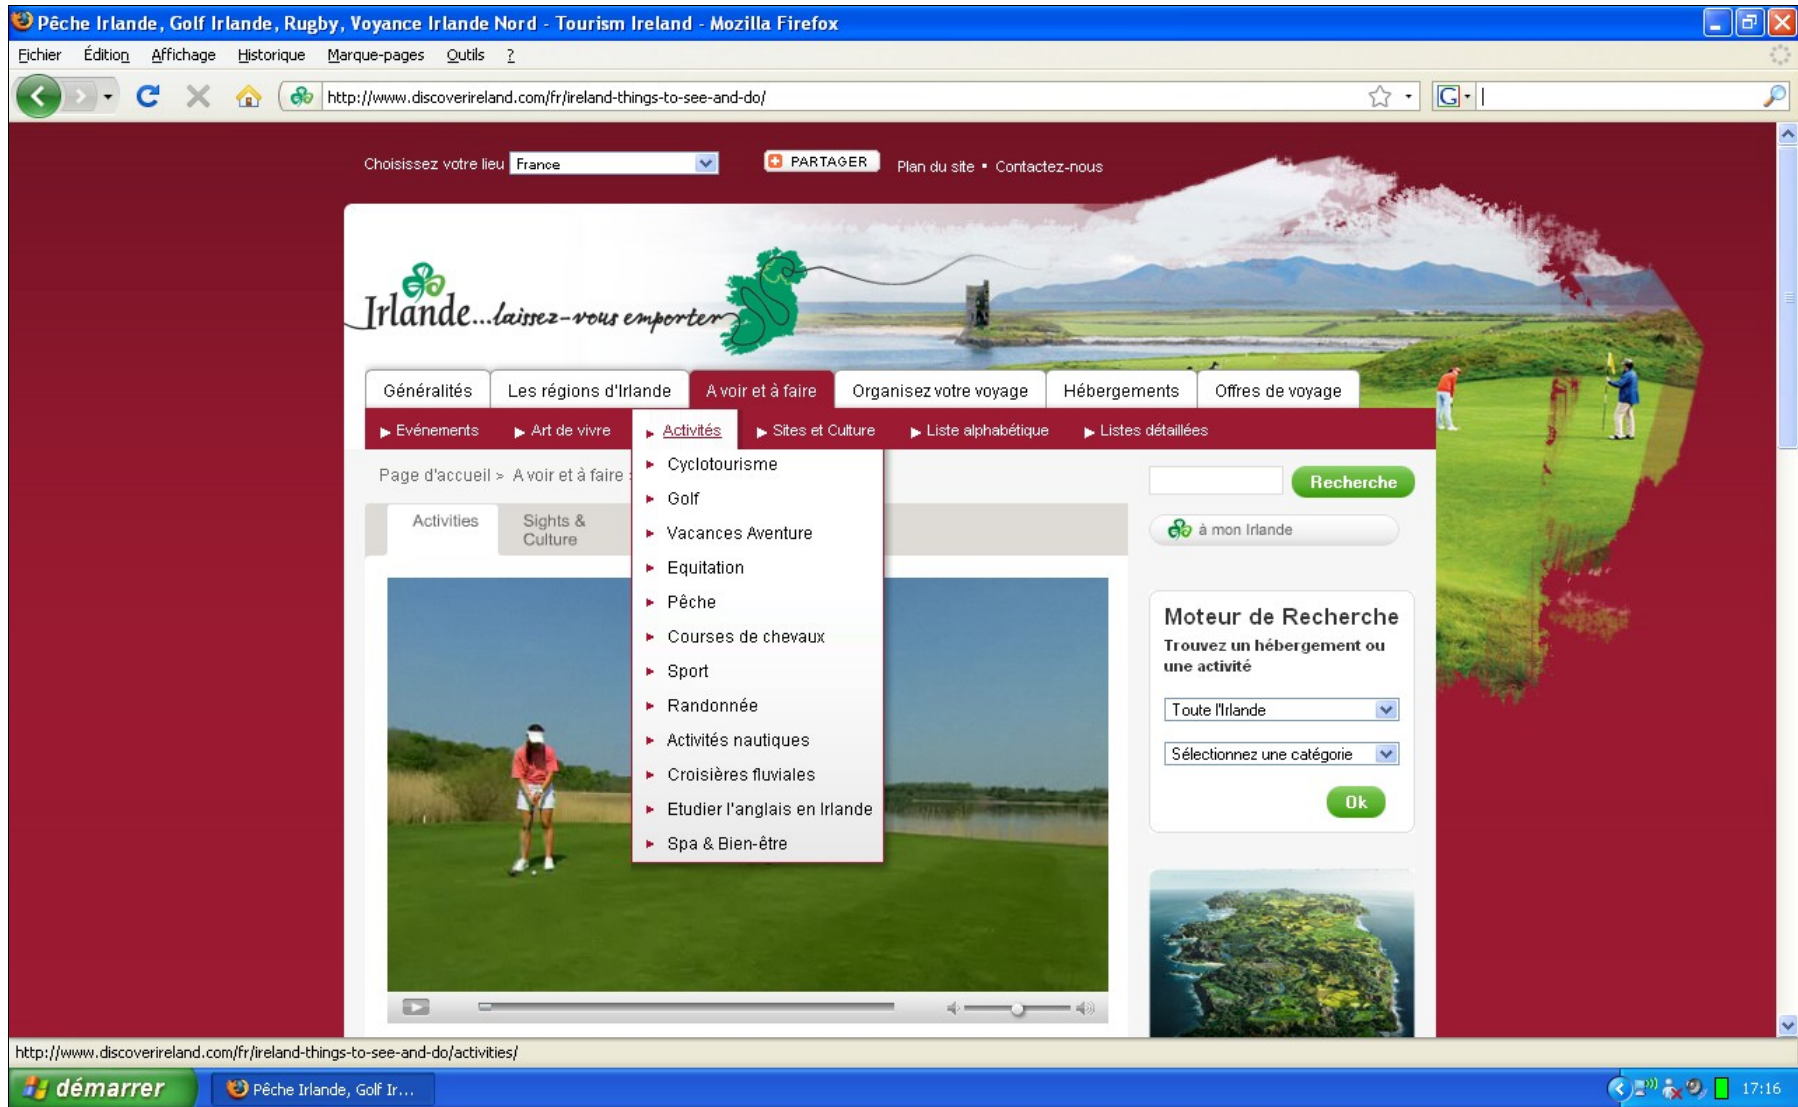 Pêche Irlande, Golf Irlande, Rugby, Voyance Irlande Nord - Tourism Ireland - Mozilla Firefox
Fichier Édition Affichage Historique Marque-pages Outils ?
http://www.discoverireland.com/fr/ireland-things-to-see-and-do/
G
Choisissez votre lieu France PARTAGER Plan du site • Contactez-nous
Irlande...laissez-vous emporter
Généralités Les régions d'Irlande A voir et à faire Organisez votre voyage Hébergements Offres de voyage
Evénements Art de vivre Activités Sites et Culture Liste alphabétique Listes détaillées
Page d'accueil > A voir et à faire >
Activities
Sights &
Culture
Cyclotourisme
Golf
Vacances Aventure
Equitation
Pêche
Courses de chevaux
Sport
Randonnée
Activités nautiques
Croisières fluviales
Etudier l'anglais en Irlande
Spa & Bien-être
Recherche
à mon Irlande
Moteur de Recherche
Trouvez un hébergement ou
une activité
Toute l'Irlande
Sélectionnez une catégorie
Ok
http://www.discoverireland.com/fr/ireland-things-to-see-and-do/activities/
démarrer Pêche Irlande, Golf Ir... 17:16